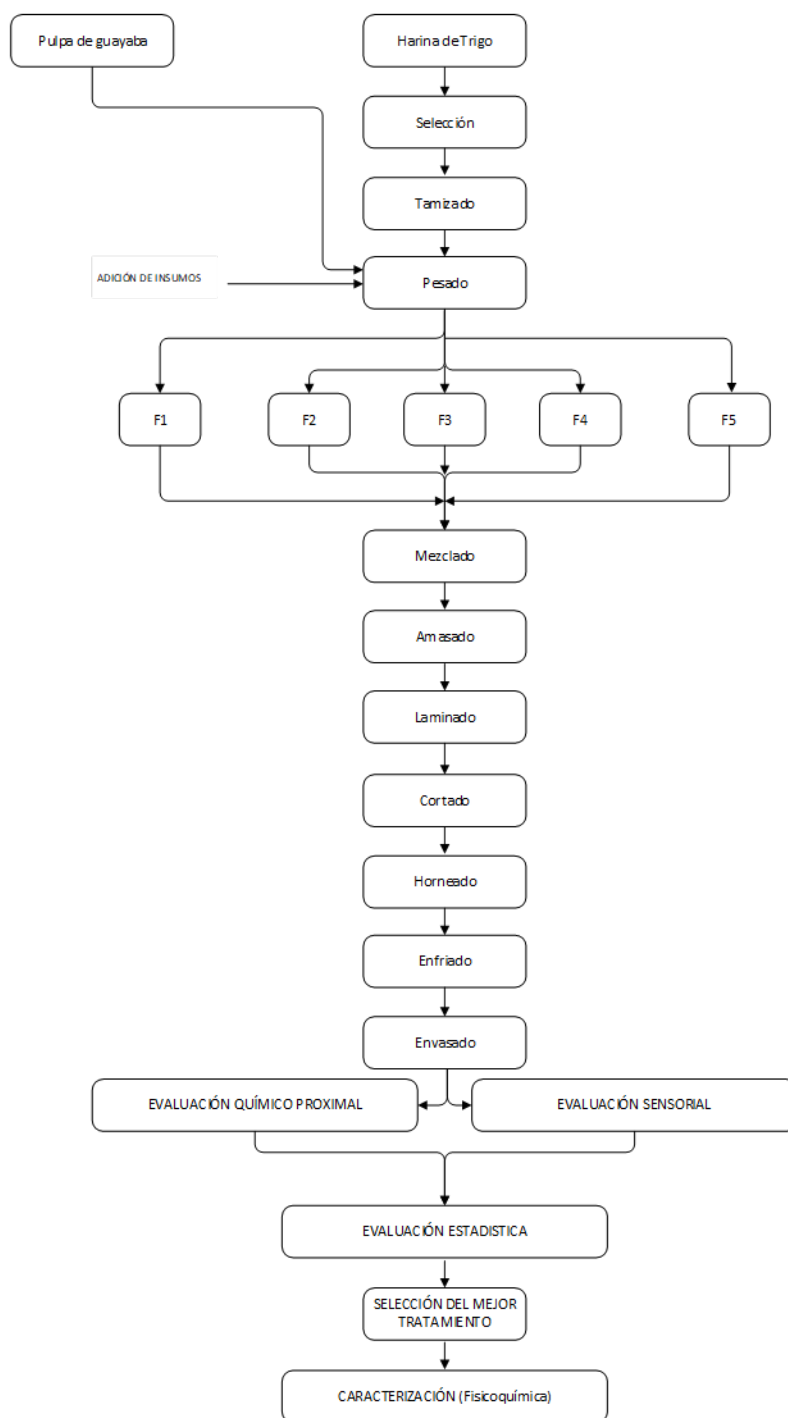 Pulpa de guayaba
Harina de Trigo
Selección
Tamizado
ADICIÓN DE INSUMOS
Pesado
F1
F2
F3
F4
F5
Mezclado
Amasado
Laminado
Cortado
Horneado
Enfriado
Envasado
EVALUACIÓN QUÍMICO PROXIMAL
EVALUACIÓN SENSORIAL
EVALUACIÓN ESTADISTICA
SELECCIÓN DEL MEJOR
TRATAMIENTO
CARACTERIZACIÓN (Fisicoquímica)